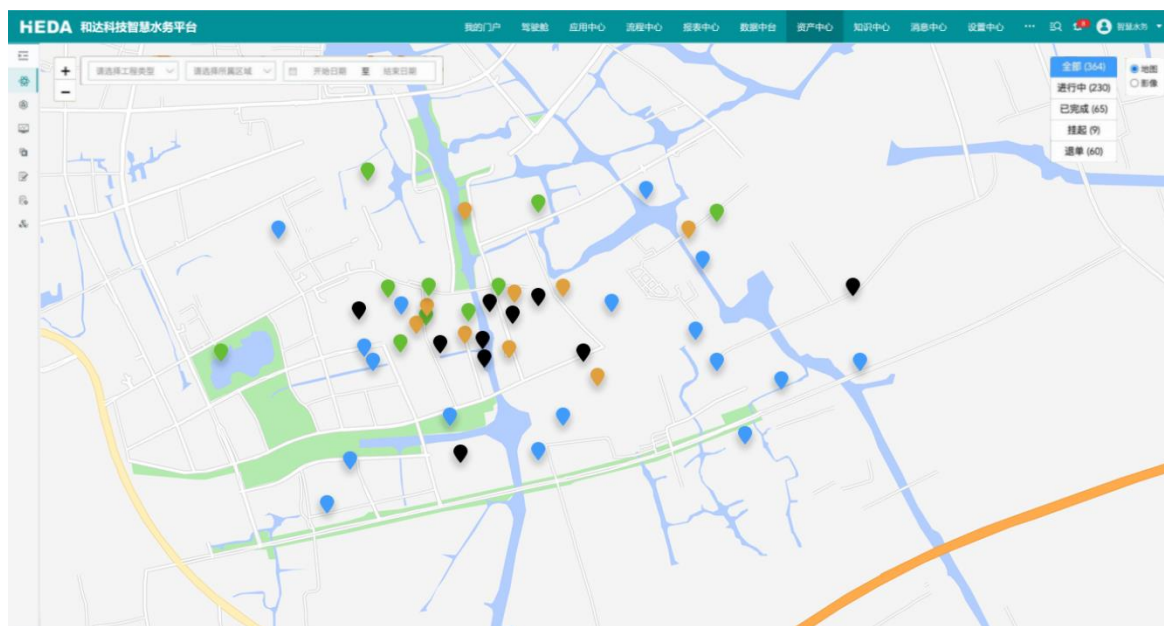 HEDA 和达科技智慧水务平台 我的门户 驾驶舱 应用中心 流程中心 报表中心 数据中台 资产中心 知识中心 消息中心 设置中心 ··· 8 智慧水务
+ 请选择工程类型 请选择所属区域 开始日期 至 结束日期
−
全部 (364)
进行中 (230)
已完成 (65)
挂起 (9)
退单 (60)
地图
影像